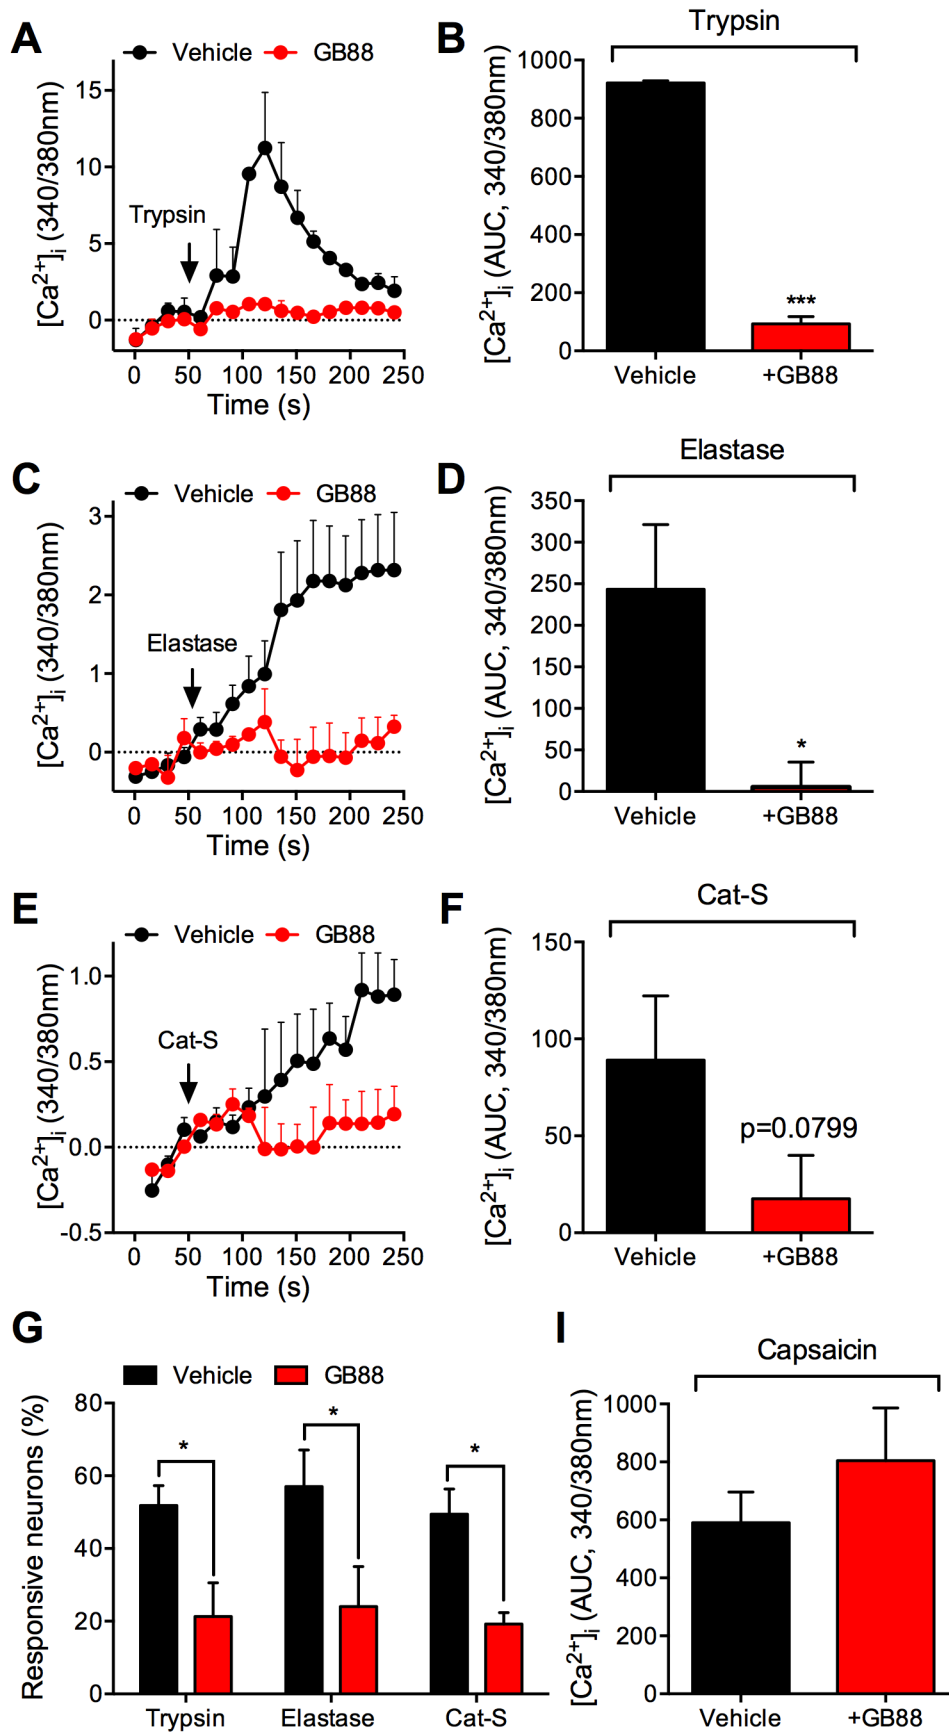 A
Vehicle GB88
[Ca2+]i (340/380nm)
15
10
5
0
Trypsin
0 50 100 150 200 250
Time (s)
B
Trypsin
[Ca2+]i (AUC, 340/380nm)
1000
800
600
400
200
0
***
Vehicle +GB88
C
Vehicle GB88
[Ca2+]i (340/380nm)
3
2
1
0
Elastase
0 50 100 150 200 250
Time (s)
D
Elastase
[Ca2+]i (AUC, 340/380nm)
350
300
250
200
150
100
50
0
*
Vehicle +GB88
E
Vehicle GB88
[Ca2+]i (340/380nm)
1.0
0.5
0.0
-0.5
Cat-S
0 50 100 150 200 250
Time (s)
F
Cat-S
[Ca2+]i (AUC, 340/380nm)
150
100
50
0
p=0.0799
Vehicle +GB88
G
Vehicle GB88
Responsive neurons (%)
80
60
40
20
0
* * *
Trypsin Elastase Cat-S
I
Capsaicin
[Ca2+]i (AUC, 340/380nm)
1000
800
600
400
200
0
Vehicle +GB88